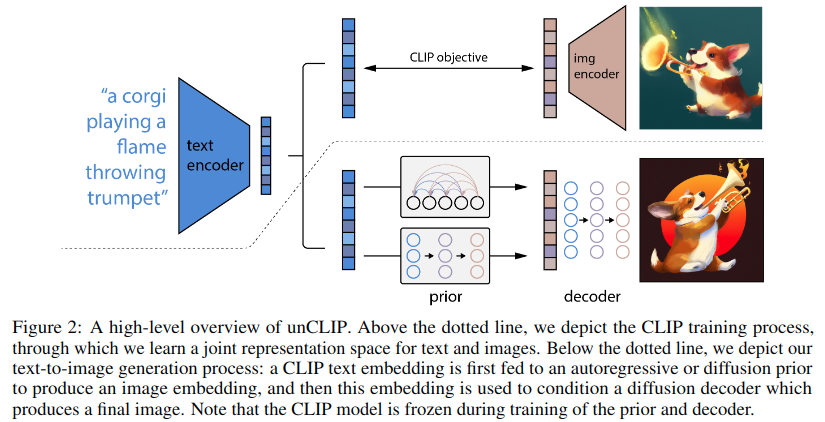 "a corgi
playing a
flame
throwing
trumpet"
text
encoder
CLIP objective
img
encoder
prior
decoder
Figure 2: A high-level overview of unCLIP. Above the dotted line, we depict the CLIP training process,
through which we learn a joint representation space for text and images. Below the dotted line, we depict our
text-to-image generation process: a CLIP text embedding is first fed to an autoregressive or diffusion prior
to produce an image embedding, and then this embedding is used to condition a diffusion decoder which
produces a final image. Note that the CLIP model is frozen during training of the prior and decoder.